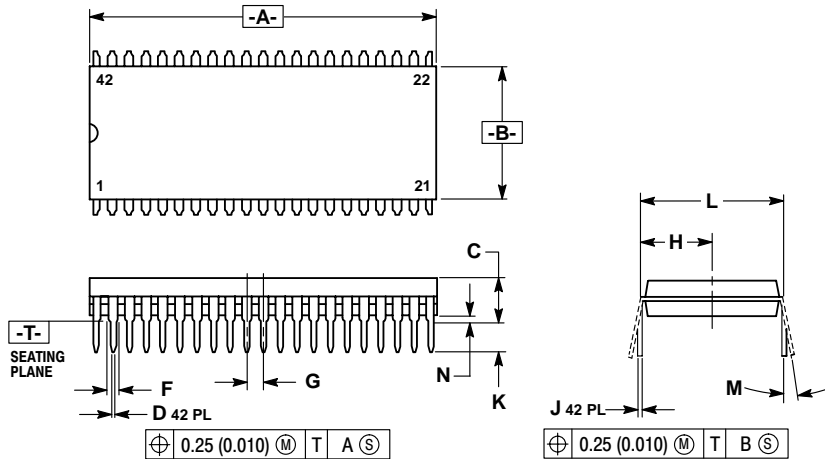 -A-
42 22
-B-
1 21
L
H
C
-T-
SEATING
PLANE
N
F
G
K
M
D 42 PL
J 42 PL
⌖ 0.25 (0.010) Ⓜ T A Ⓢ
⌖ 0.25 (0.010) Ⓜ T B Ⓢ